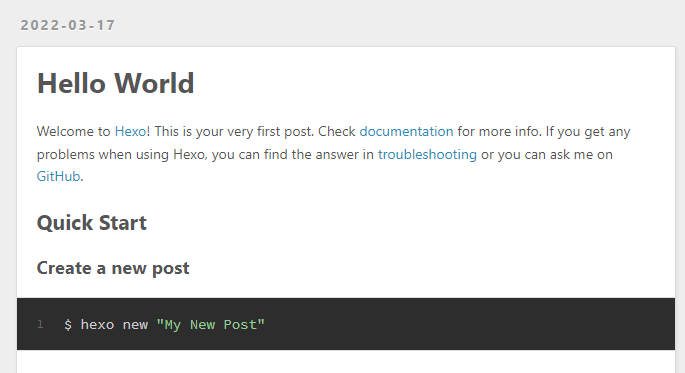 2022-03-17
Hello World
Welcome to Hexo! This is your very first post. Check documentation for more info. If you get any
problems when using Hexo, you can find the answer in troubleshooting or you can ask me on
GitHub.
Quick Start
Create a new post
1 $ hexo new "My New Post"